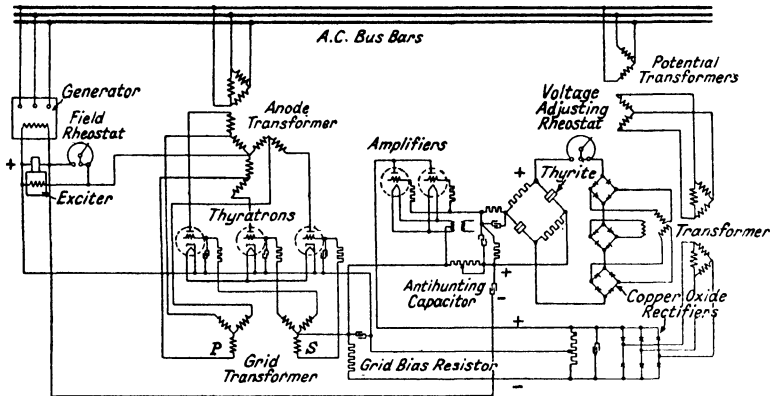 A.C. Bus Bars
Generator
Field
Rheostat
+
Exciter
Anode
Transformer
Thyratrons
P
S
Grid
Transformer
Amplifiers
Antihunting
Capacitor
+
-
Grid Bias Resistor
+
-
Potential
Transformers
Voltage
Adjusting
Rheostat
+
Thyrite
Transformer
Copper Oxide
Rectifiers